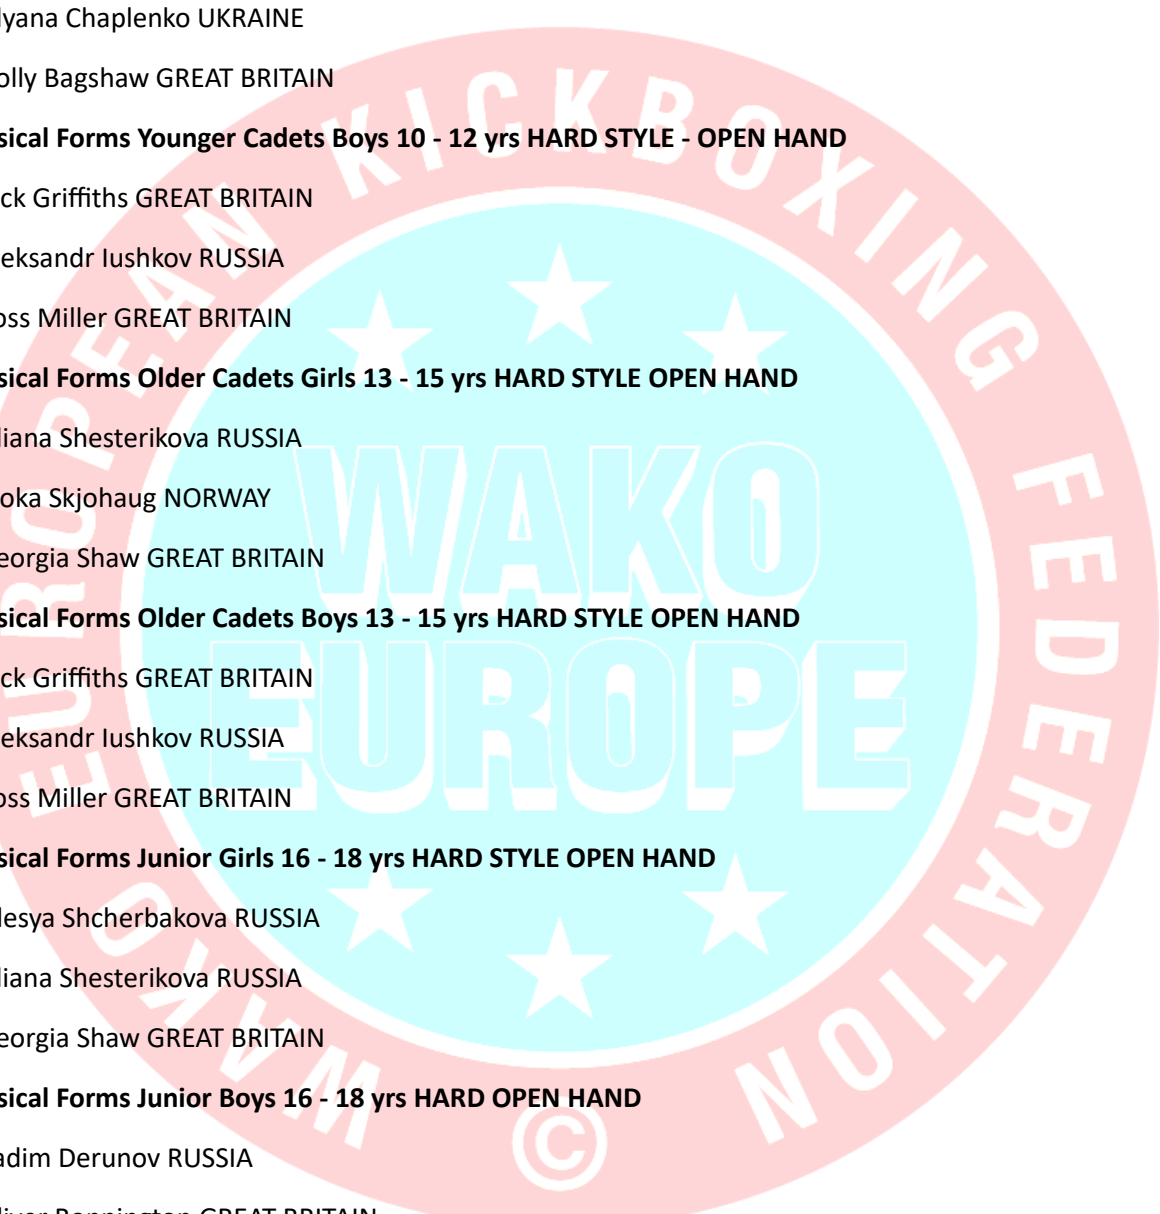 lyana Chaplenko UKRAINE
olly Bagshaw GREAT BRITAIN
sical Forms Younger Cadets Boys 10 - 12 yrs HARD STYLE - OPEN HAND
ck Griffiths GREAT BRITAIN
eksandr Iushkov RUSSIA
oss Miller GREAT BRITAIN
sical Forms Older Cadets Girls 13 - 15 yrs HARD STYLE OPEN HAND
liana Shesterikova RUSSIA
oka Skjohaug NORWAY
eorgia Shaw GREAT BRITAIN
sical Forms Older Cadets Boys 13 - 15 yrs HARD STYLE OPEN HAND
ck Griffiths GREAT BRITAIN
eksandr Iushkov RUSSIA
oss Miller GREAT BRITAIN
sical Forms Junior Girls 16 - 18 yrs HARD STYLE OPEN HAND
lesya Shcherbakova RUSSIA
liana Shesterikova RUSSIA
eorgia Shaw GREAT BRITAIN
sical Forms Junior Boys 16 - 18 yrs HARD OPEN HAND
adim Derunov RUSSIA
liver GREAT BRITAIN
WAKO EUROPEAN KICKBOXING FEDERATION
WAKO
EUROPE
©